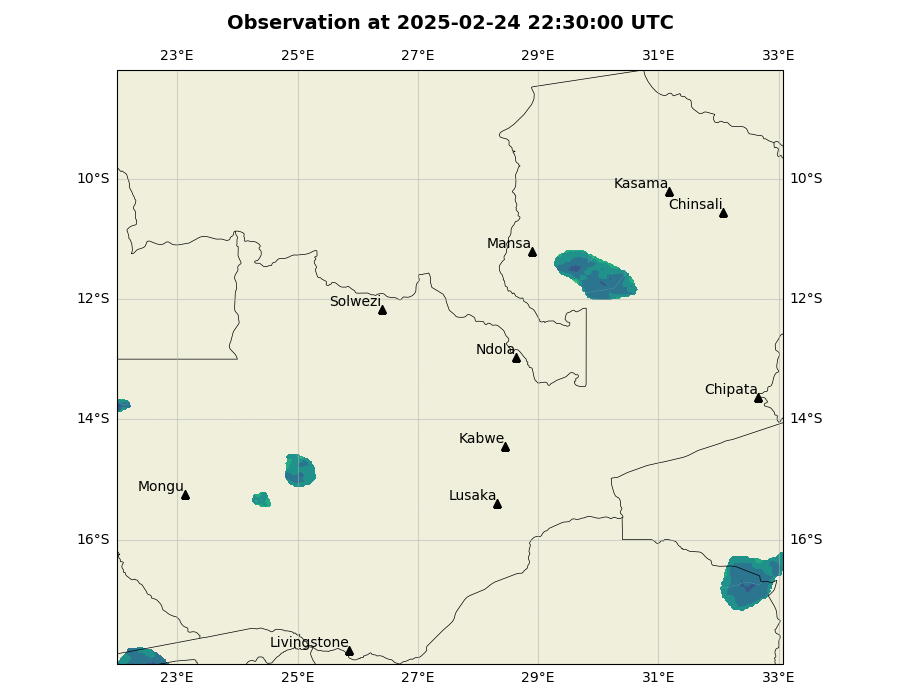 Observation at 2025-02-24 22:30:00 UTC
23°E 25°E 27°E 29°E 31°E 33°E
10°S 10°S
Kasama
Chinsali
Mansa
12°S 12°S
Solwezi
Ndola
Chipata
14°S 14°S
Kabwe
Mongu
Lusaka
16°S 16°S
Livingstone
23°E 25°E 27°E 29°E 31°E 33°E